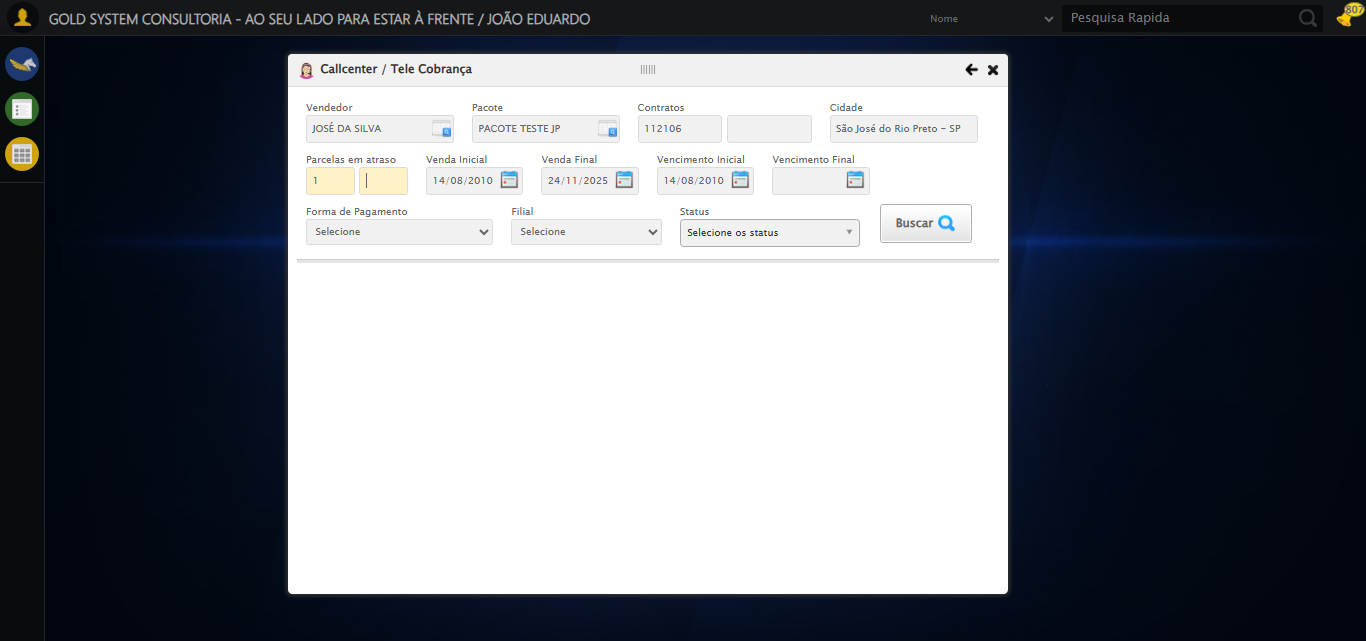 GOLD SYSTEM CONSULTORIA - AO SEU LADO PARA ESTAR À FRENTE / JOÃO EDUARDO
Nome
Pesquisa Rapida
807
Callcenter / Tele Cobrança
Vendedor Pacote Contratos Cidade
JOSÉ DA SILVA PACOTE TESTE JP 112106 São José do Rio Preto - SP
Parcelas em atraso Venda Inicial Venda Final Vencimento Inicial Vencimento Final
1 14/08/2010 24/11/2025 14/08/2010
Forma de Pagamento Filial Status
Selecione Selecione Selecione os status Buscar